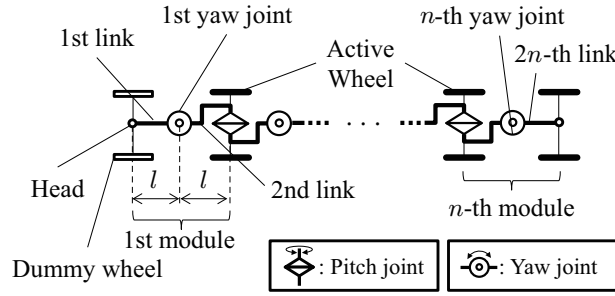 1st yaw joint
n-th yaw joint
1st link
Active
Wheel
2n-th link
Head
l
l
2nd link
1st module
n-th module
Dummy wheel
: Pitch joint
: Yaw joint